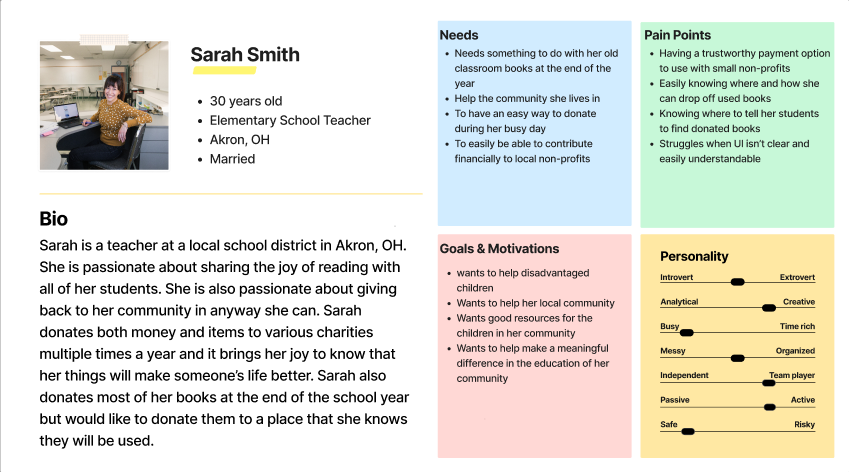 Sarah Smith
• 30 years old
• Elementary School Teacher
• Akron, OH
• Married
Bio
Sarah is a teacher at a local school district in Akron, OH.
She is passionate about sharing the joy of reading with
all of her students. She is also passionate about giving
back to her community in anyway she can. Sarah
donates both money and items to various charities
multiple times a year and it brings her joy to know that
her things will make someone's life better. Sarah also
donates most of her books at the end of the school year
but would like to donate them to a place that she knows
they will be used.
Needs
• Needs something to do with her old
classroom books at the end of the
year
• Help the community she lives in
• To have an easy way to donate
during her busy day
• To easily be able to contribute
financially to local non-profits
Pain Points
• Having a trustworthy payment option
to use with small non-profits
• Easily knowing where and how she
can drop off used books
• Knowing where to tell her students
to find donated books
• Struggles when UI isn't clear and
easily understandable
Goals & Motivations
• wants to help disadvantaged
children
• Wants to help her local community
• Wants good resources for the
children in her community
• Wants to help make a meaningful
difference in the education of her
community
Personality
Introvert Extrovert
Analytical Creative
Busy Time rich
Messy Organized
Independent Team player
Passive Active
Safe Risky